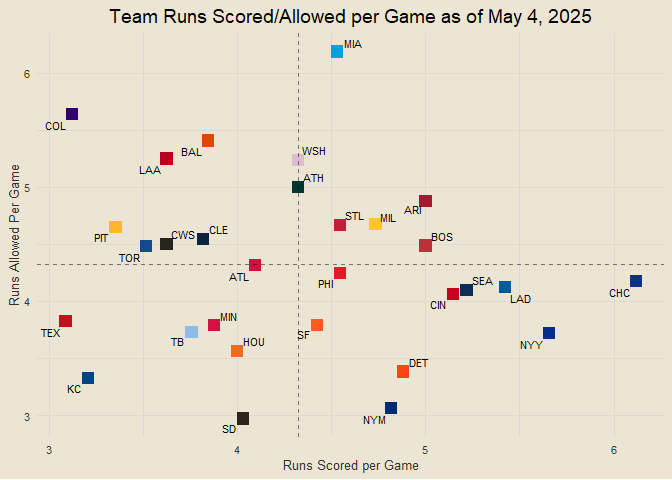 Team Runs Scored/Allowed per Game as of May 4, 2025
MIA
6
COL
BAL
WSH
LAA
ATH
5
STL
MIL
ARI
PIT
CWS
CLE
BOS
TOR
ATL
PHI
SEA
CHC
4
CIN
LAD
TEX
MIN
TB
HOU
SF
NYY
DET
KC
NYM
SD
3
3
4
5
6
Runs Scored per Game
Runs Allowed Per Game